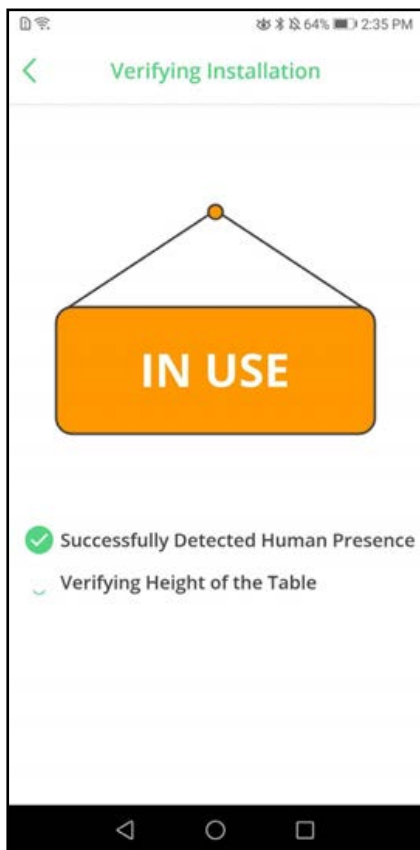 64% 2:35 PM
Verifying Installation
IN USE
Successfully Detected Human Presence
Verifying Height of the Table